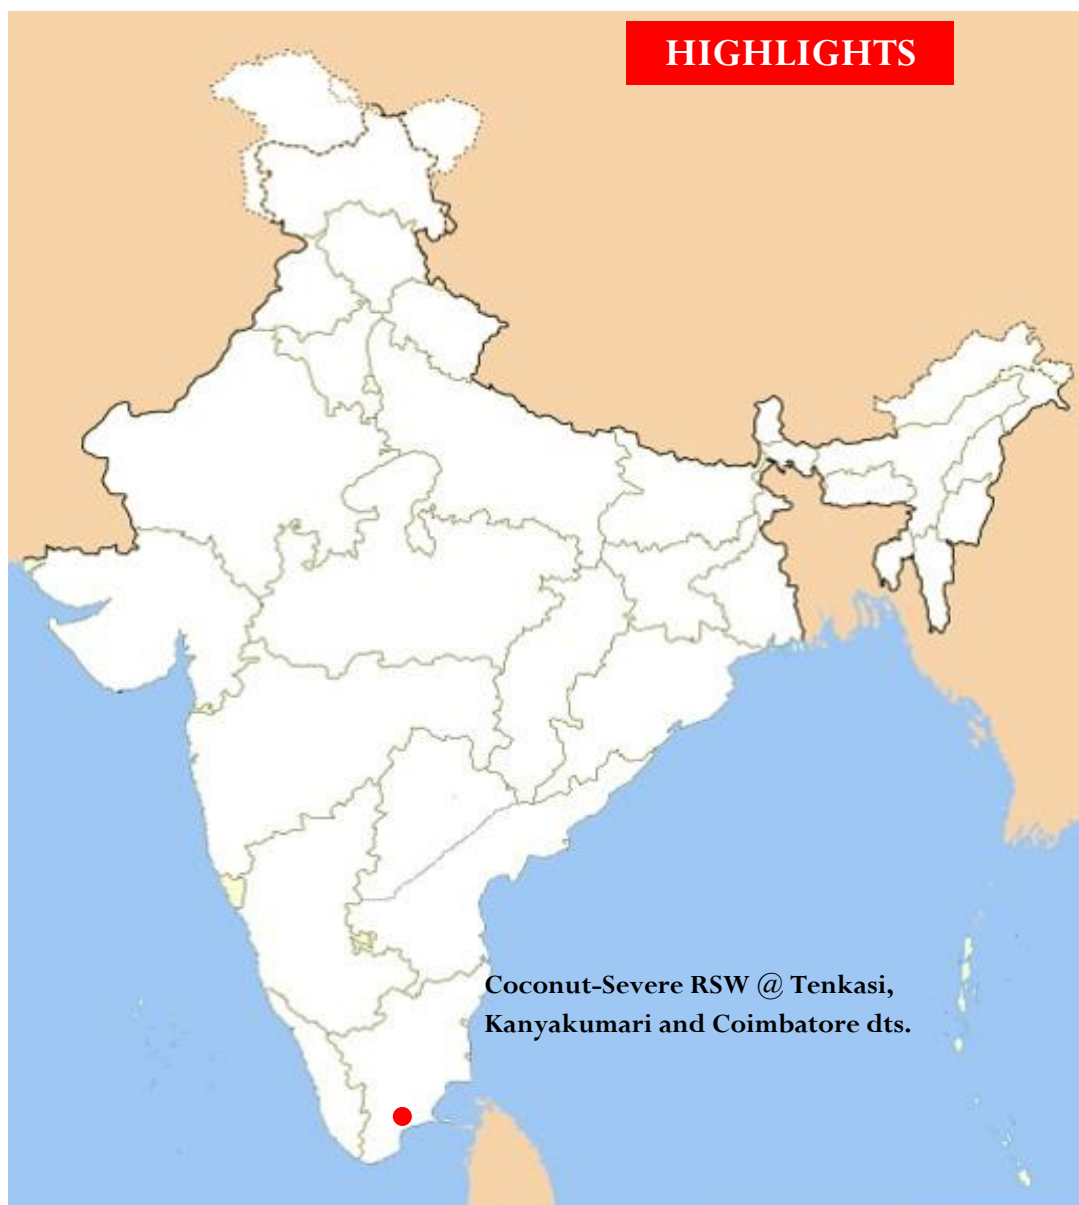 HIGHLIGHTS
Coconut-Severe RSW @ Tenkasi,
Kanyakumari and Coimbatore dts.